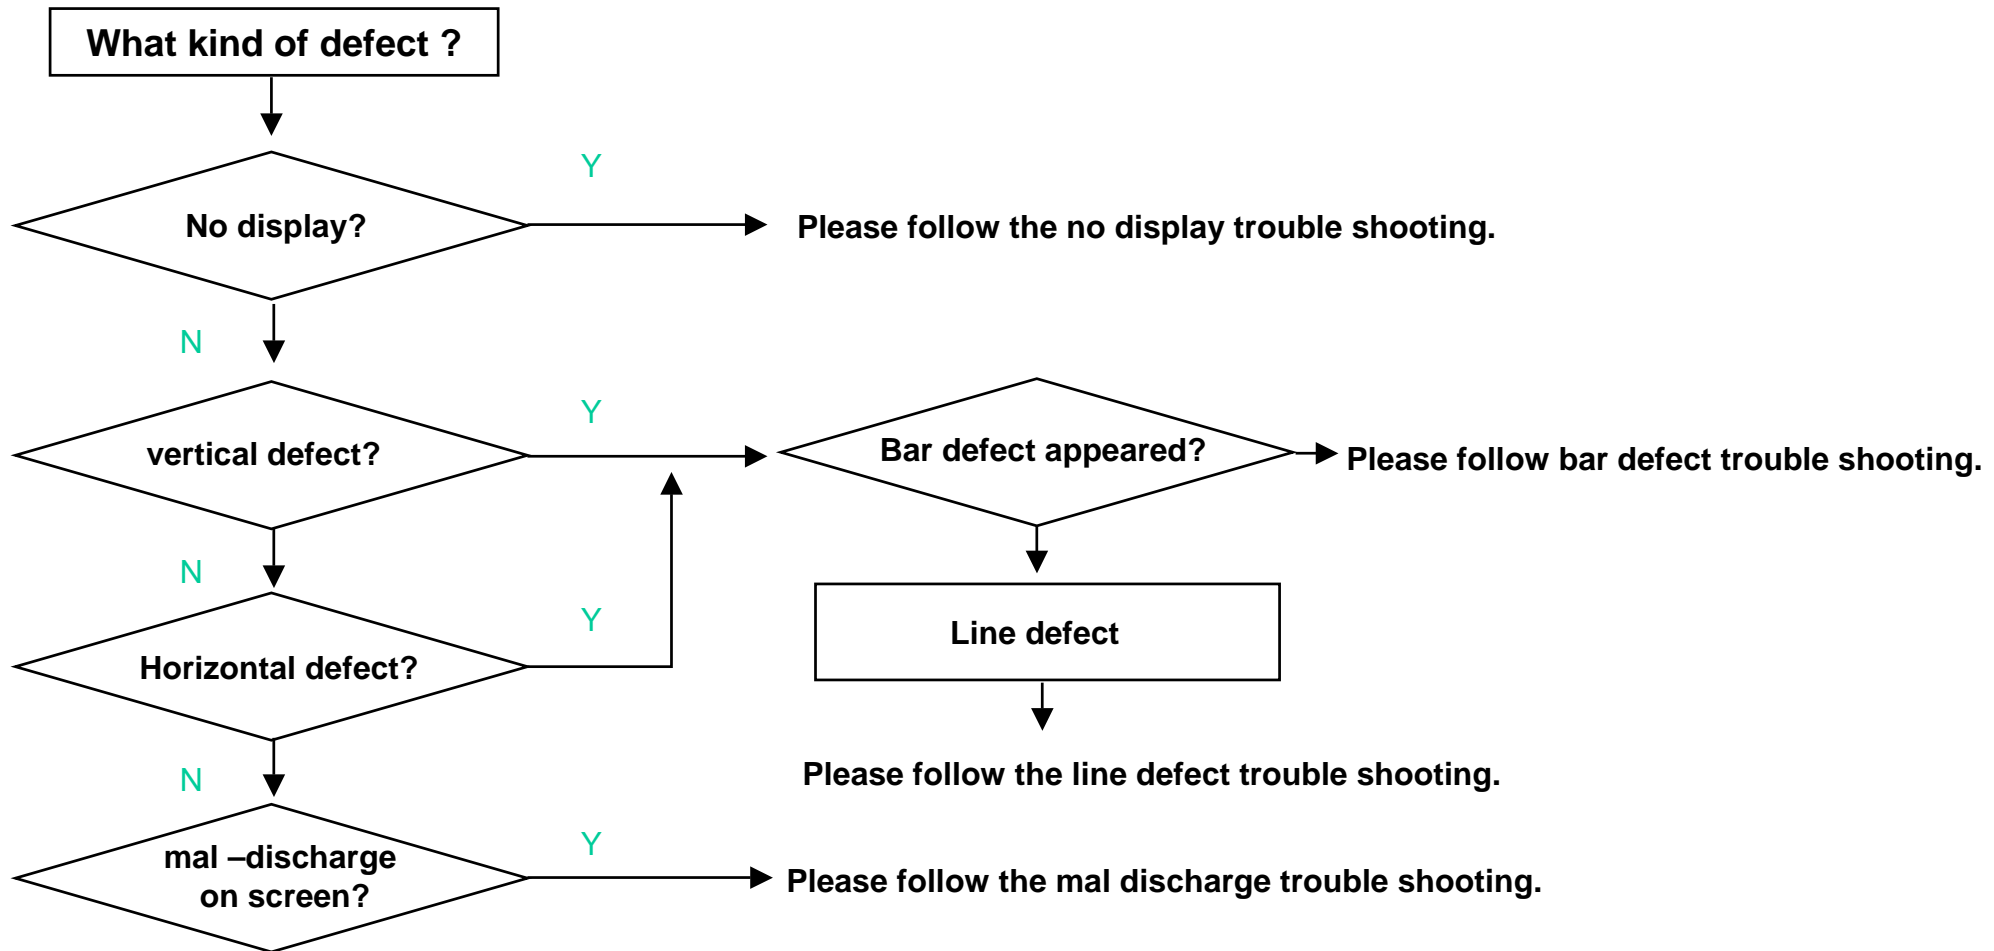 What kind of defect ?
Y
No display?
Please follow the no display trouble shooting.
N
Y
vertical defect?
Bar defect appeared?
Please follow bar defect trouble shooting.
N
Y
Line defect
Horizontal defect?
N
Please follow the line defect trouble shooting.
Y
mal –discharge
on screen?
Please follow the mal discharge trouble shooting.